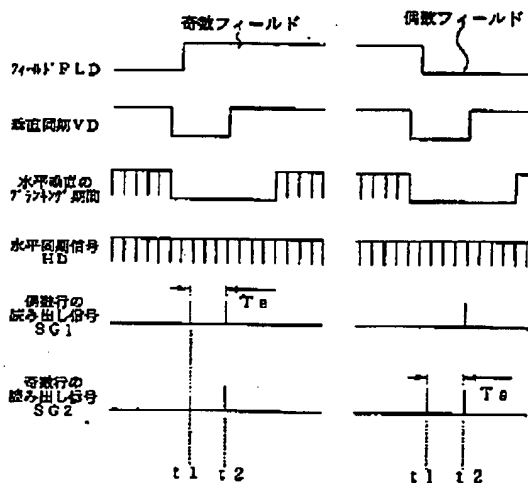 奇数フィールド
偶数フィールド
フィールドFLD
垂直同期VD
水平垂直の
ブランキング期間
水平同期信号
HD
偶数行の
読み出し信号
SG1
Te
奇数行の
読み出し信号
SG2
Te
t1 t2
t1 t2